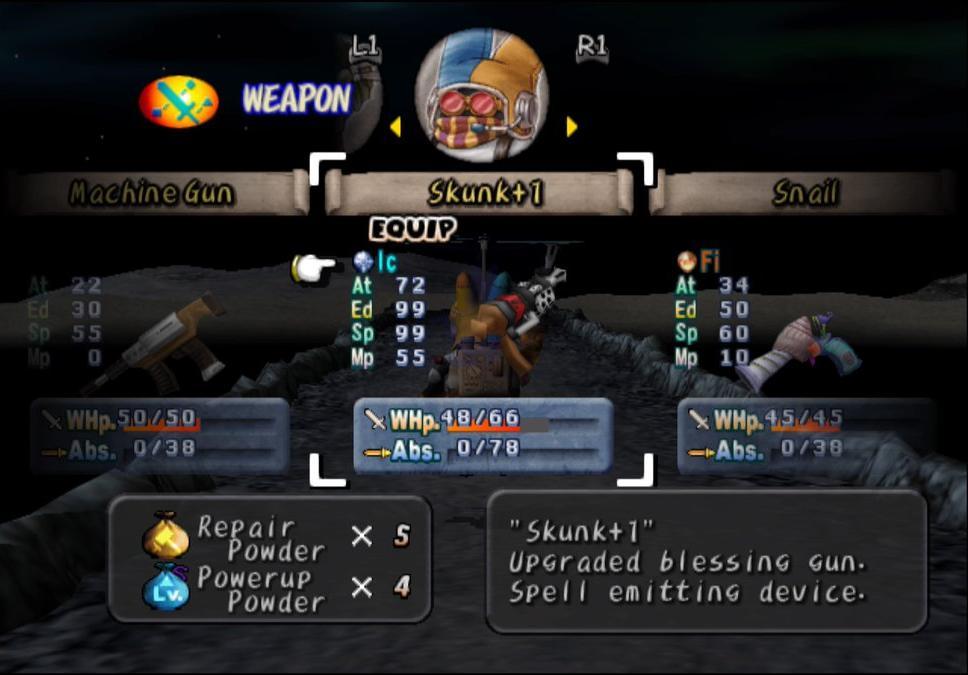 L1
R1
WEAPON
Machine Gun
Skunk+1
Snail
EQUIP
At 22
Ed 30
Sp 55
Mp 0
Ic
At 72
Ed 99
Sp 99
Mp 55
Fi
At 34
Ed 50
Sp 60
Mp 10
WHp. 50/50
Abs. 0/38
WHp. 48/66
Abs. 0/78
WHp. 45/45
Abs. 0/38
Repair
Powder × 5
Lv. Powerup
Powder × 4
"Skunk+1"
Upgraded blessing gun.
Spell emitting device.